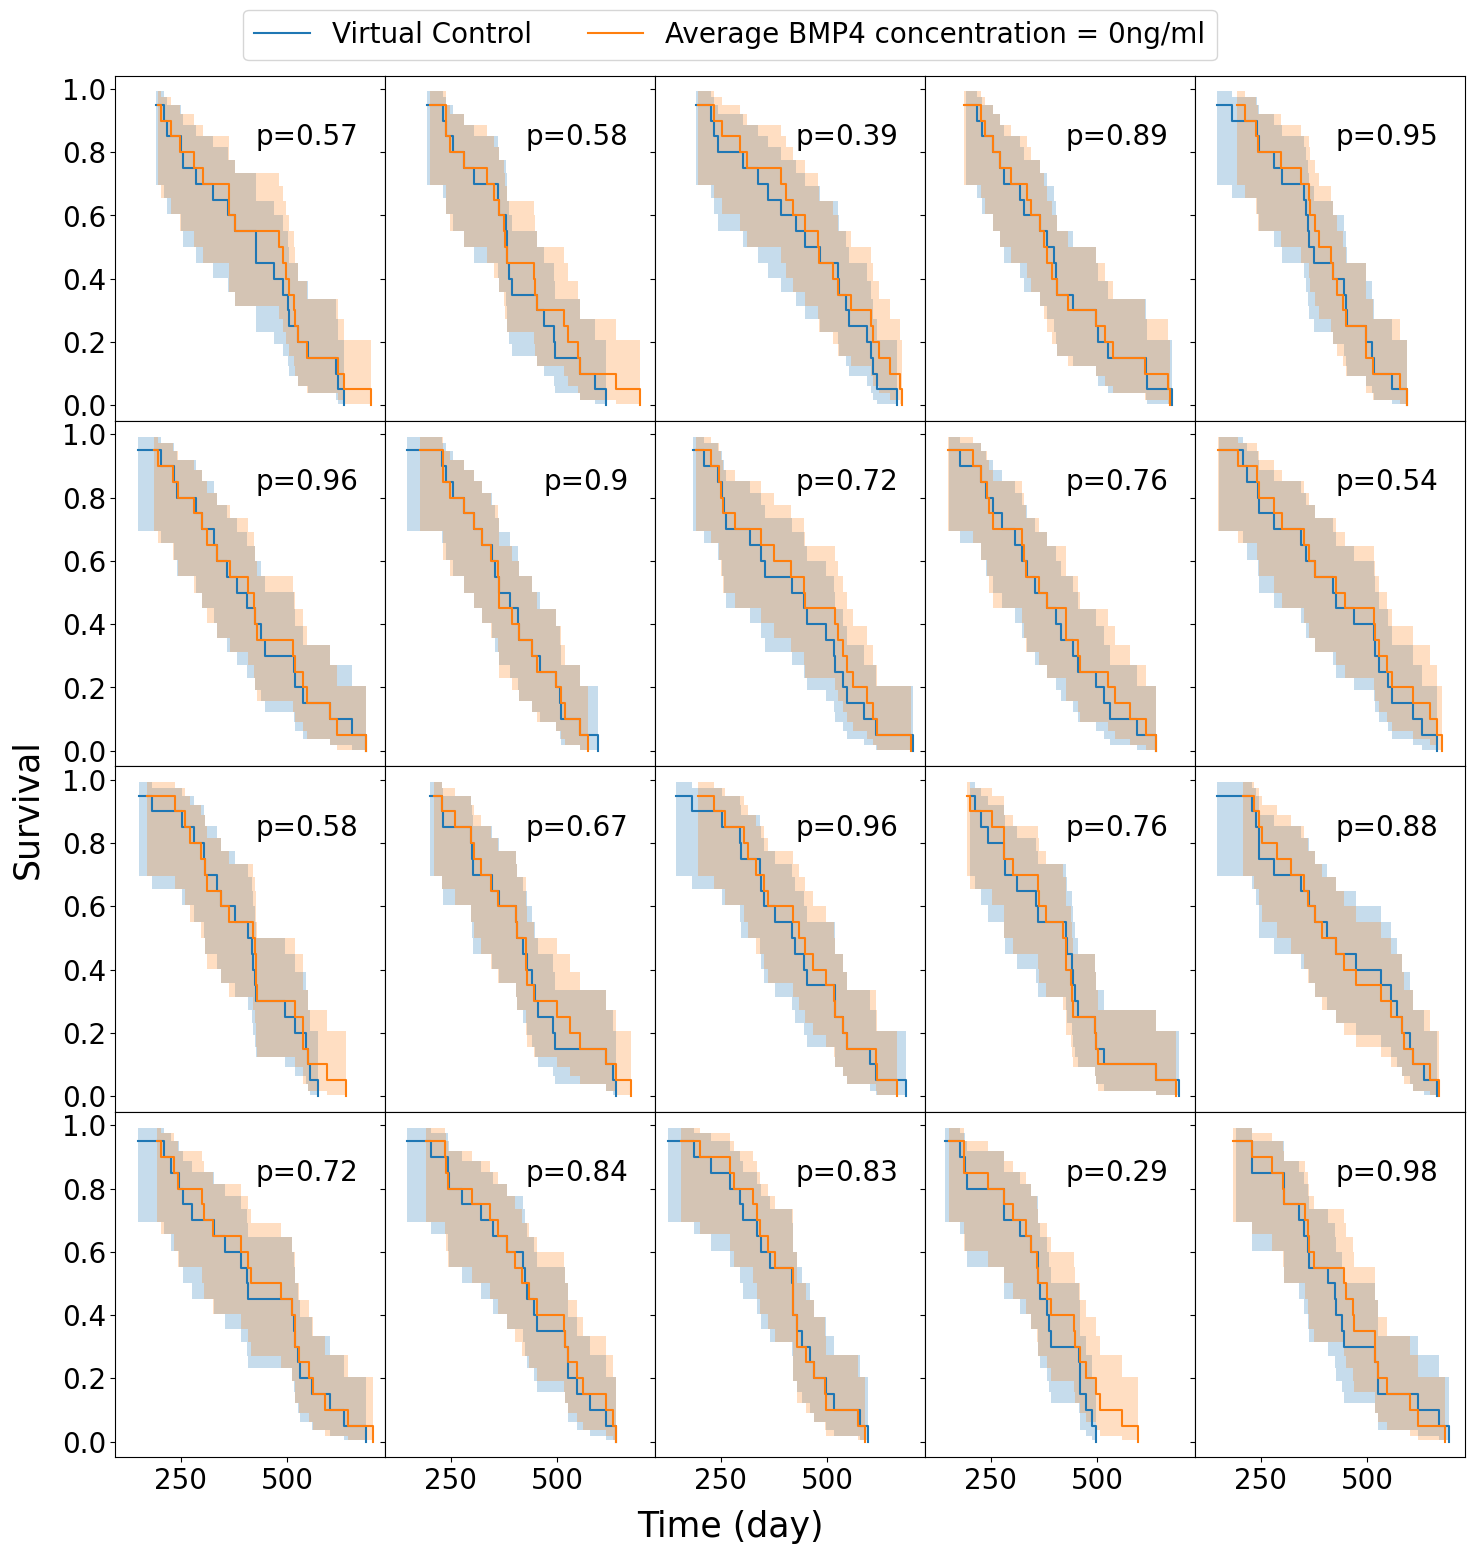 Virtual Control Average BMP4 concentration = 0ng/ml
1.0 p=0.57 p=0.58 p=0.39 p=0.89 p=0.95
0.8
0.6
0.4
0.2
0.0
1.0 p=0.96 p=0.9 p=0.72 p=0.76 p=0.54
0.8
0.6
0.4
0.2
0.0
Survival
1.0 p=0.58 p=0.67 p=0.96 p=0.76 p=0.88
0.8
0.6
0.4
0.2
0.0
1.0 p=0.72 p=0.84 p=0.83 p=0.29 p=0.98
0.8
0.6
0.4
0.2
0.0
250 500 250 500 250 500 250 500 250 500
Time (day)